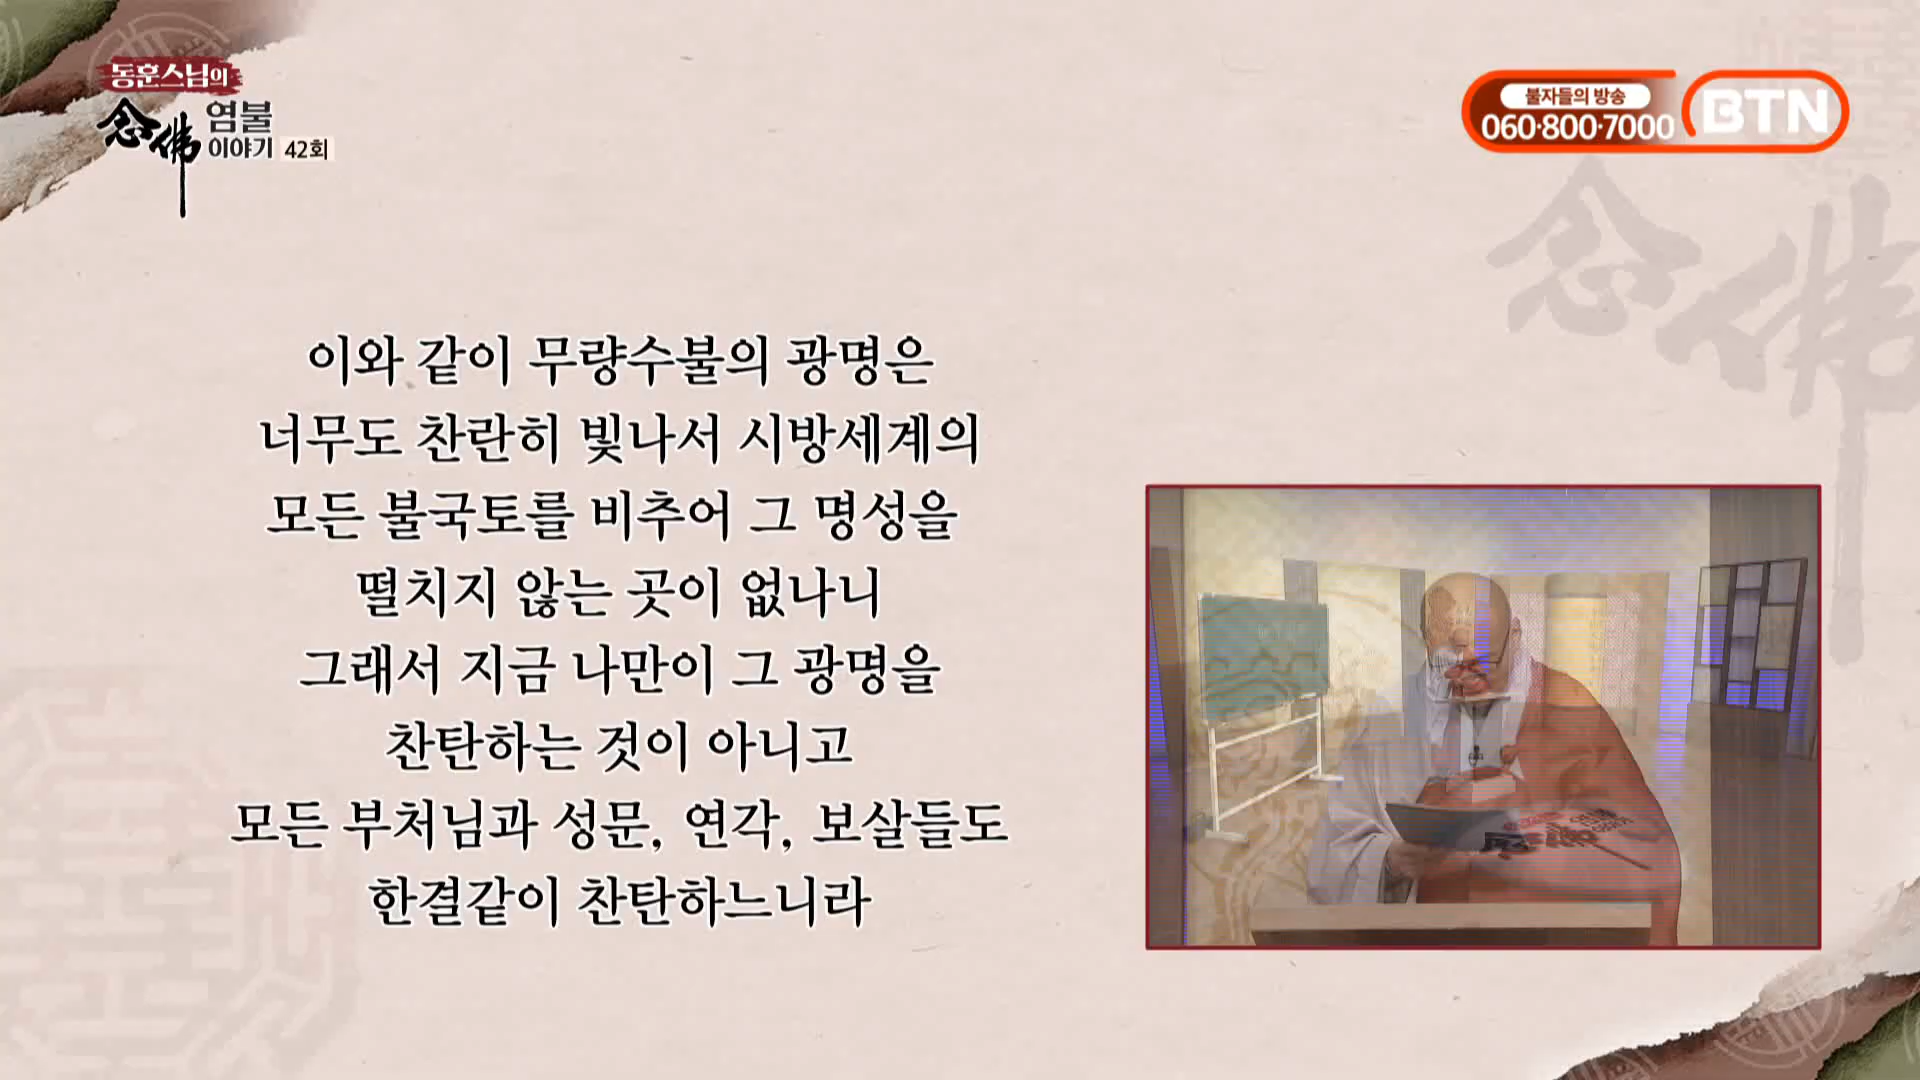 동훈스님의
念佛
염불
이야기 42회
불자들의 방송
060·800·7000
BTN
念佛
이와 같이 무량수불의 광명은
너무도 찬란히 빛나서 시방세계의
모든 불국토를 비추어 그 명성을
떨치지 않는 곳이 없나니
그래서 지금 나만이 그 광명을
찬탄하는 것이 아니고
모든 부처님과 성문, 연각, 보살들도
한결같이 찬탄하느니라